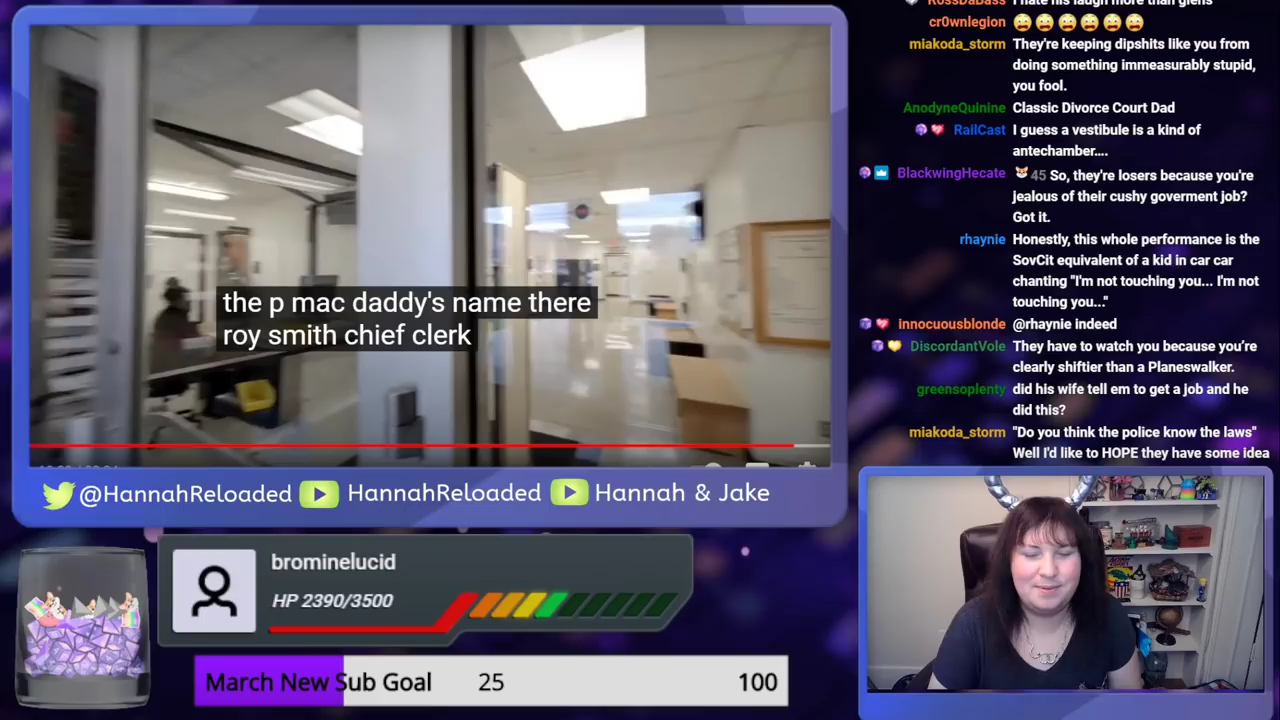 RossDaBass I hate his laugh more than glens
cr0wnlegion
miakoda_storm They're keeping dipshits like you from
doing something immeasurably stupid,
you fool.
AnodyneQuinine Classic Divorce Court Dad
RailCast I guess a vestibule is a kind of
antechamber....
BlackwingHecate 45 So, they're losers because you're
jealous of their cushy goverment job?
Got it.
rhaynie Honestly, this whole performance is the
SovCit equivalent of a kid in car car
chanting "I'm not touching you... I'm not
touching you..."
innocuousblonde @rhaynie indeed
DiscordantVole They have to watch you because you're
clearly shiftier than a Planeswalker.
greensoplenty did his wife tell em to get a job and he
did this?
miakoda_storm "Do you think the police know the laws"
Well I'd like to HOPE they have some idea
the p mac daddy's name there
roy smith chief clerk
@HannahReloaded HannahReloaded Hannah & Jake
brominelucid
HP 2390/3500
March New Sub Goal 25 100